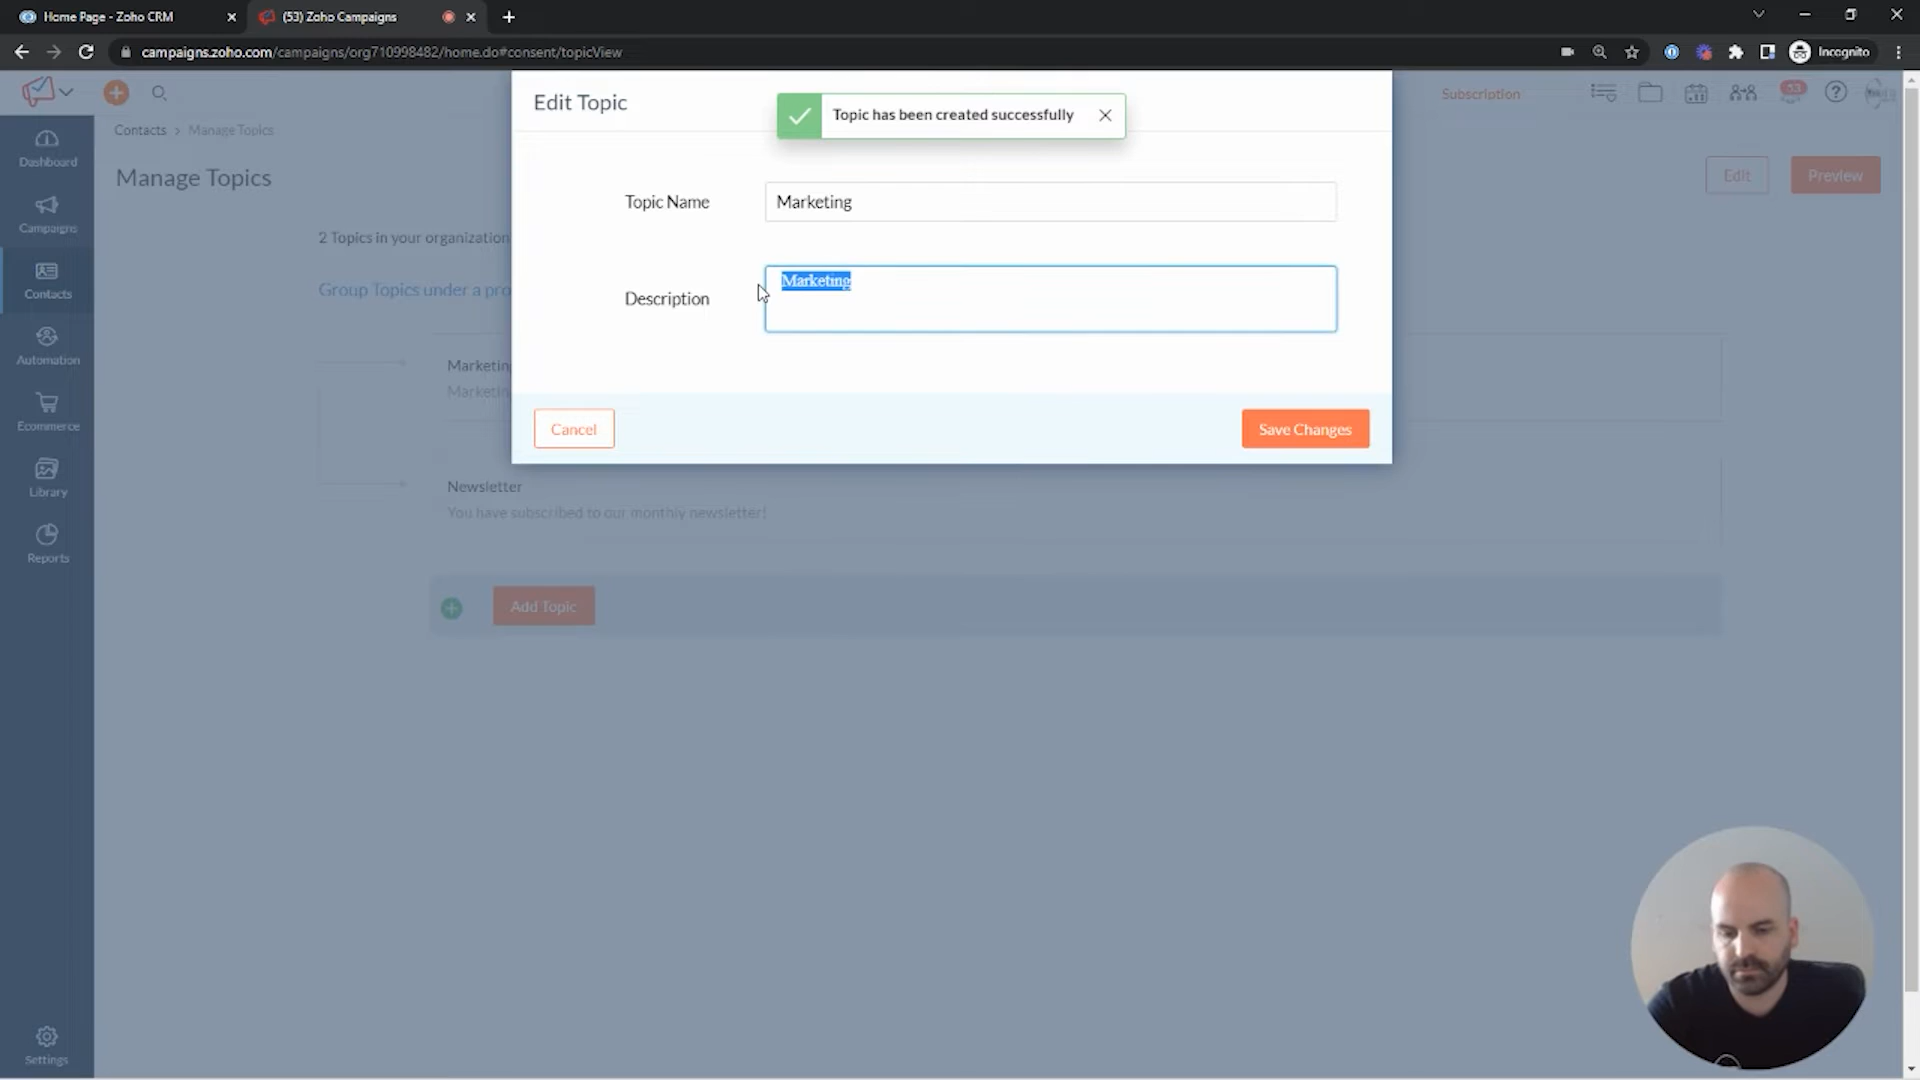 Home Page - Zoho CRM
(53) Zoho Campaigns
campaigns.zoho.com/campaigns/org710998482/home.do#consent/topicView
Incognito
Edit Topic
Topic has been created successfully
Subscription
53
Contacts > Manage Topics
Manage Topics
Edit
Preview
Dashboard
Campaigns
Contacts
Automation
Ecommerce
Library
Reports
Settings
Topic Name
Marketing
2 Topics in your organization
Group Topics under a pro
Description
Marketing
Marketin
Marketin
Cancel
Save Changes
Newsletter
You have subscribed to our monthly newsletter!
Add Topic